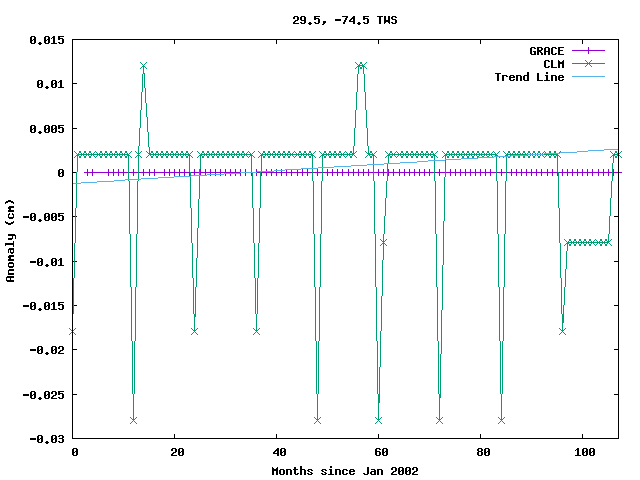 29.5, -74.5 TWS
GRACE
CLM
Trend Line
0.015
0.01
0.005
0
-0.005
-0.01
-0.015
-0.02
-0.025
-0.03
Anomaly (cm)
0 20 40 60 80 100
Months since Jan 2002